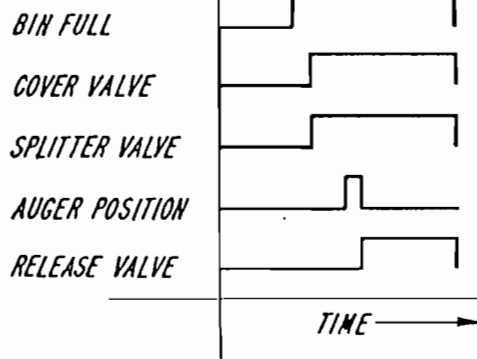 BIN FULL
COVER VALVE
SPLITTER VALVE
AUGER POSITION
RELEASE VALVE
TIME